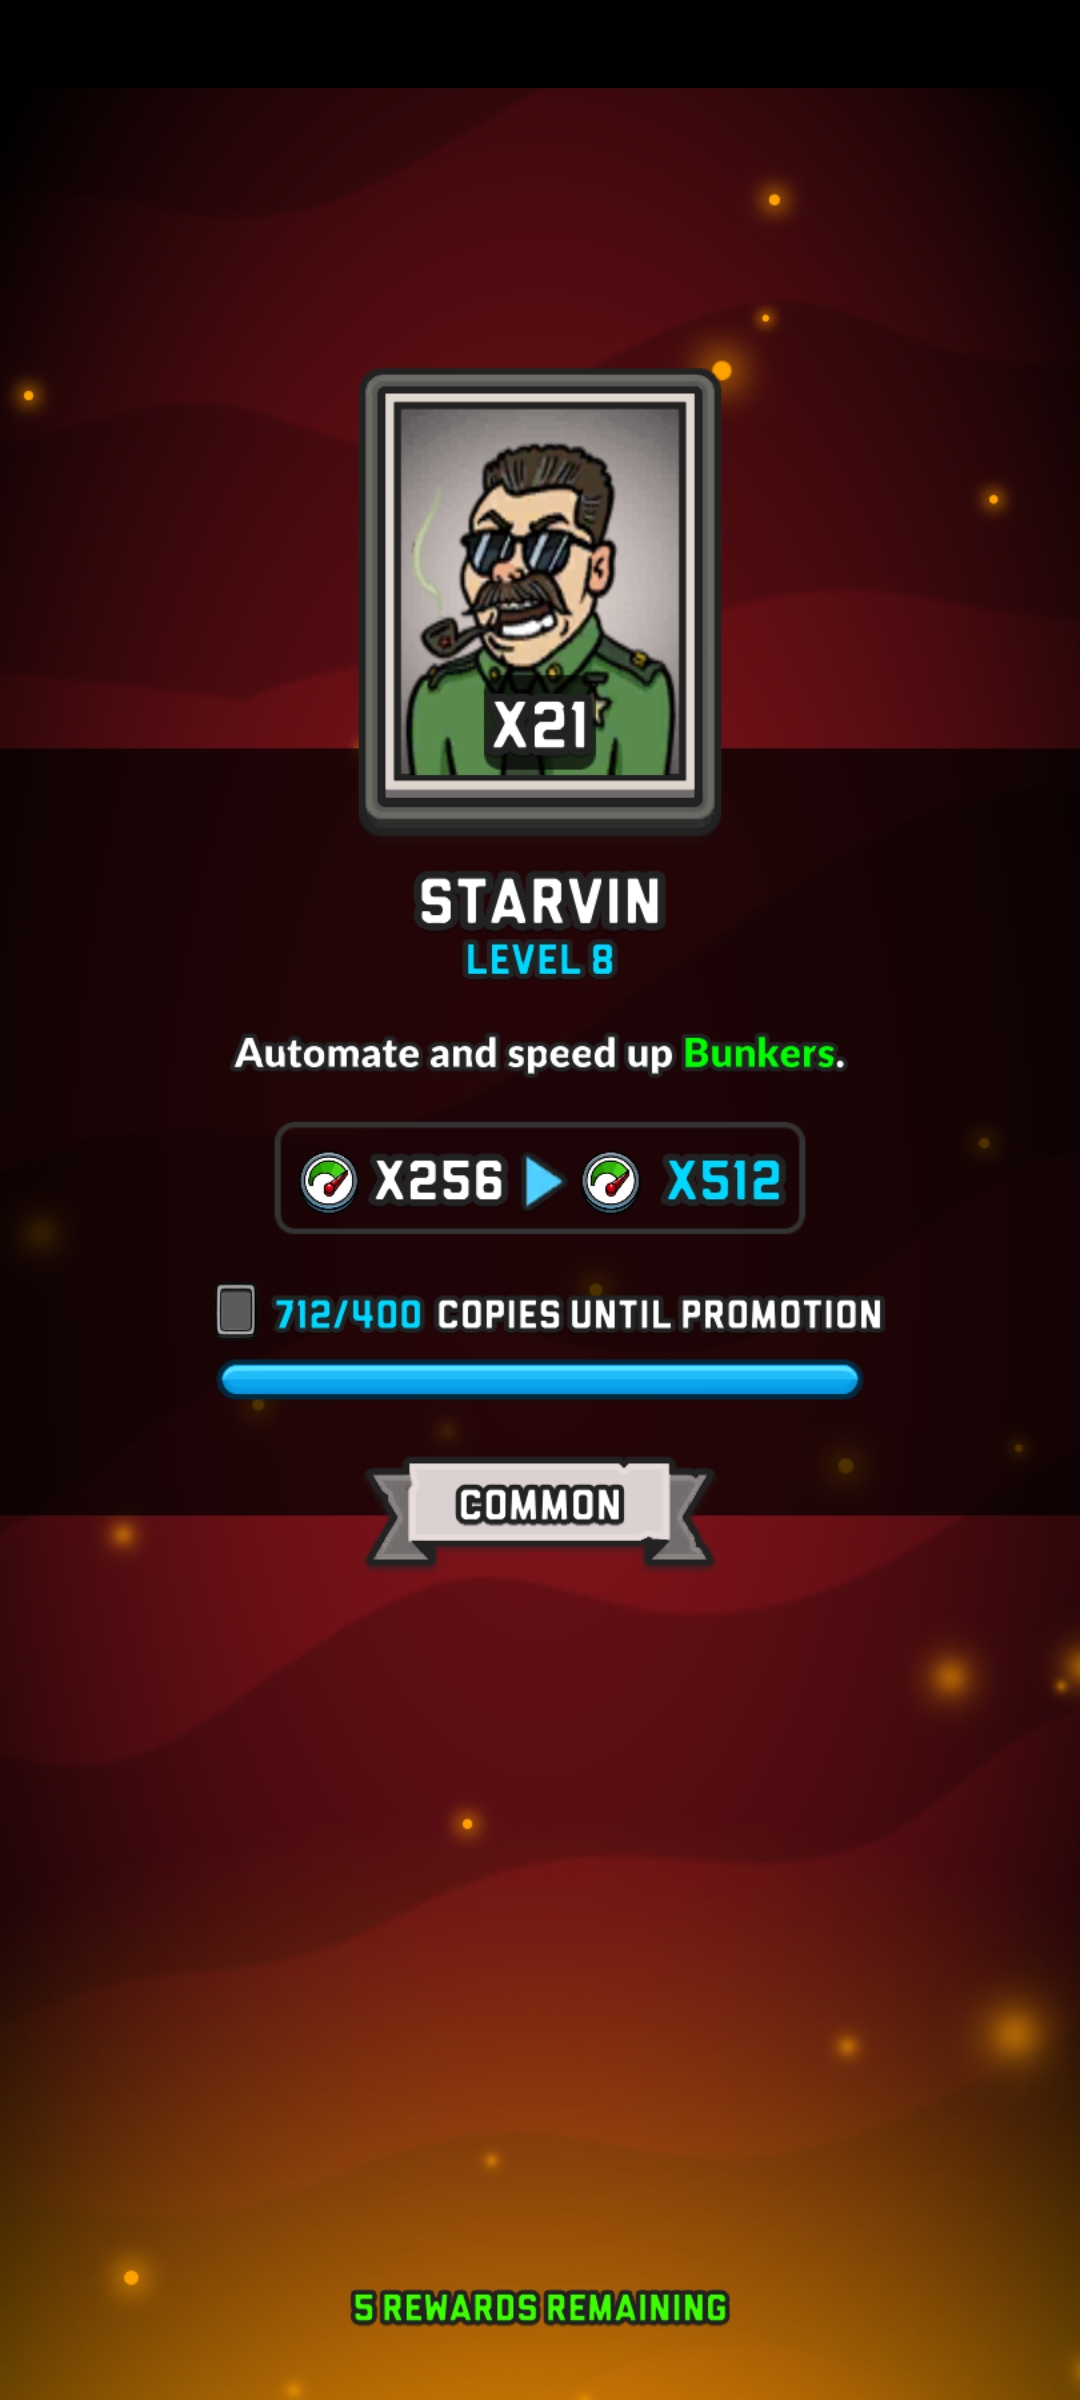 X21
STARVIN
LEVEL 8
Automate and speed up Bunkers.
X256 X512
712/400 COPIES UNTIL PROMOTION
COMMON
5 REWARDS REMAINING